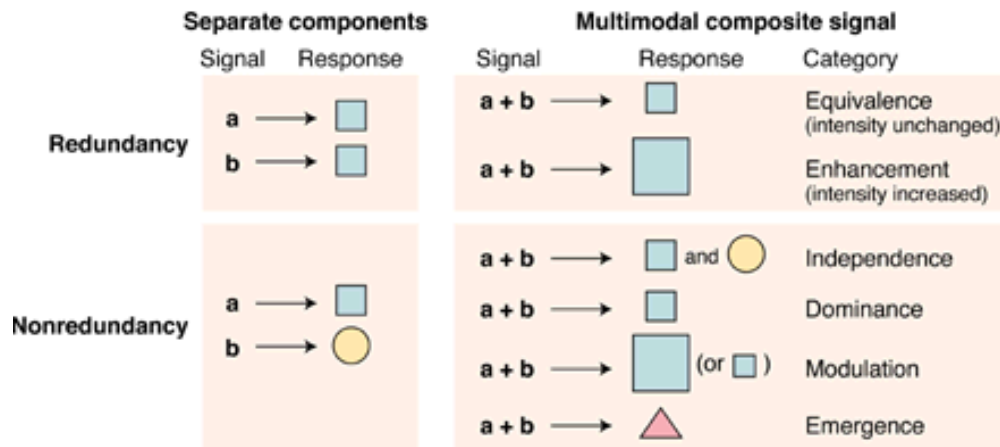 Separate components Multimodal composite signal
Signal Response Signal Response Category
Redundancy
a
b
a + b Equivalence
(intensity unchanged)
a + b Enhancement
(intensity increased)
Nonredundancy
a
b
a + b and Independence
a + b Dominance
a + b (or ) Modulation
a + b Emergence